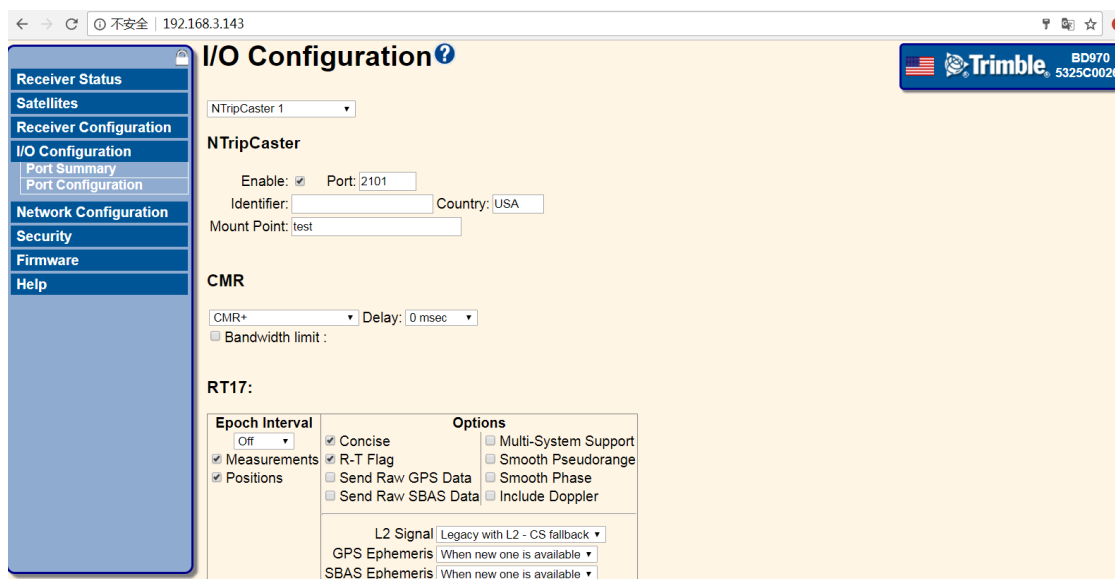 不安全 | 192.168.3.143
I/O Configuration?
Trimble. BD970
5325C0026
Receiver Status
Satellites
Receiver Configuration
I/O Configuration
Port Summary
Port Configuration
Network Configuration
Security
Firmware
Help
NTripCaster 1
NTripCaster
Enable: Port: 2101
Identifier: Country: USA
Mount Point: test
CMR
CMR+ Delay: 0 msec
Bandwidth limit :
RT17:
Epoch Interval Options
Off Concise Multi-System Support
Measurements R-T Flag Smooth Pseudorange
Positions Send Raw GPS Data Smooth Phase
Send Raw SBAS Data Include Doppler
L2 Signal Legacy with L2 - CS fallback
GPS Ephemeris When new one is available
SBAS Ephemeris When new one is available